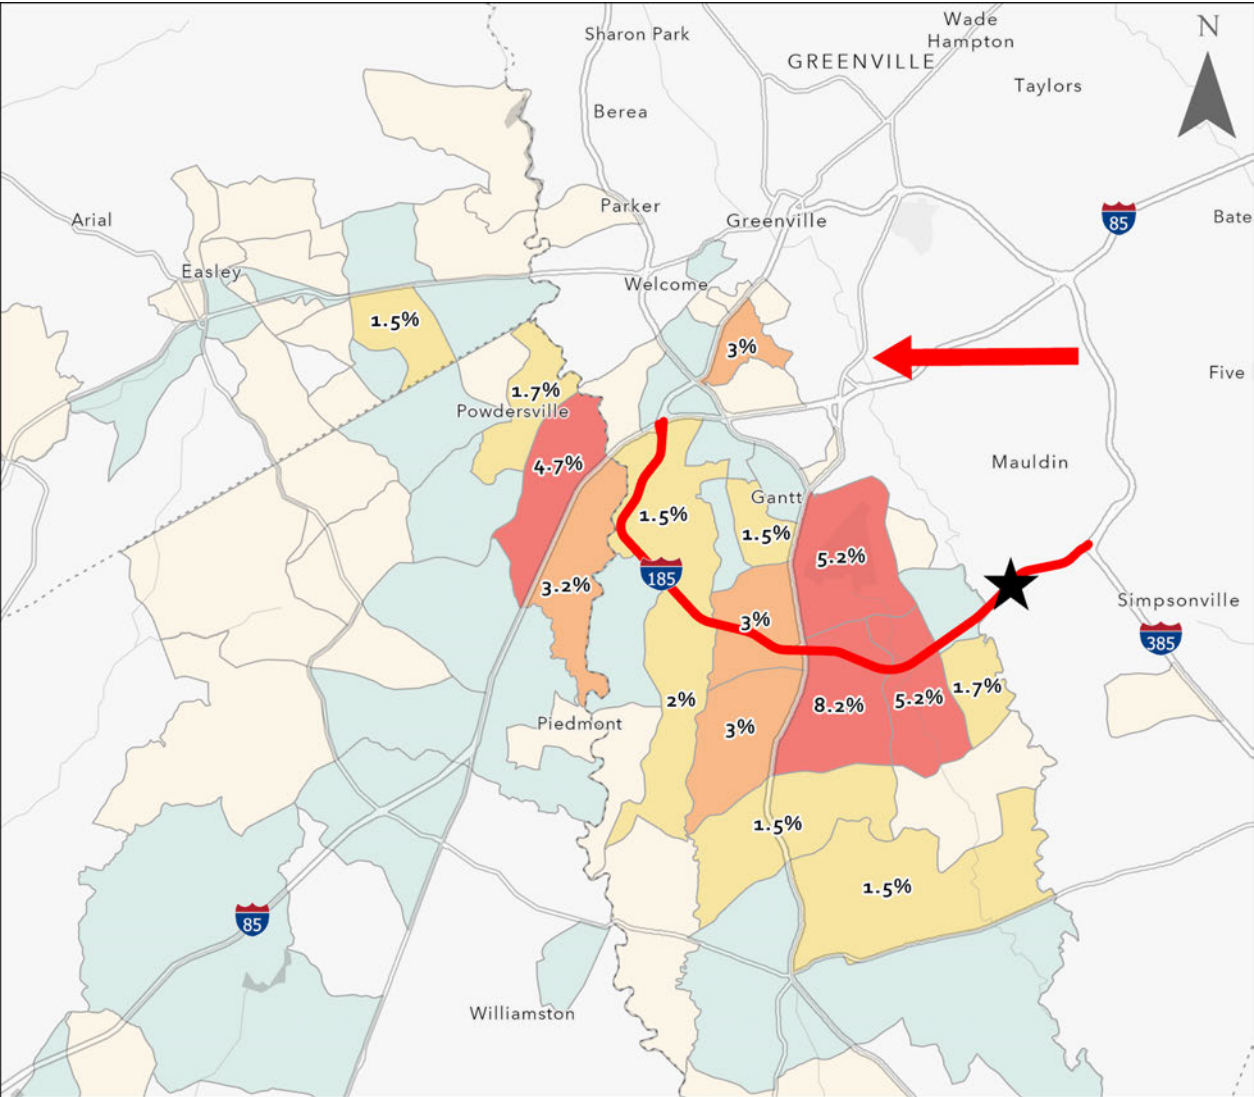 Sharon Park
Wade
Hampton
N
GREENVILLE
Taylors
Berea
Parker
Arial
Greenville
85
Bate
Easley
Welcome
1.5%
3%
Five
1.7%
Powdersville
4.7%
Mauldin
Gantt
1.5%
1.5%
5.2%
185
3.2%
Simpsonville
3%
385
1.7%
2%
8.2%
5.2%
Piedmont
3%
1.5%
1.5%
85
Williamston